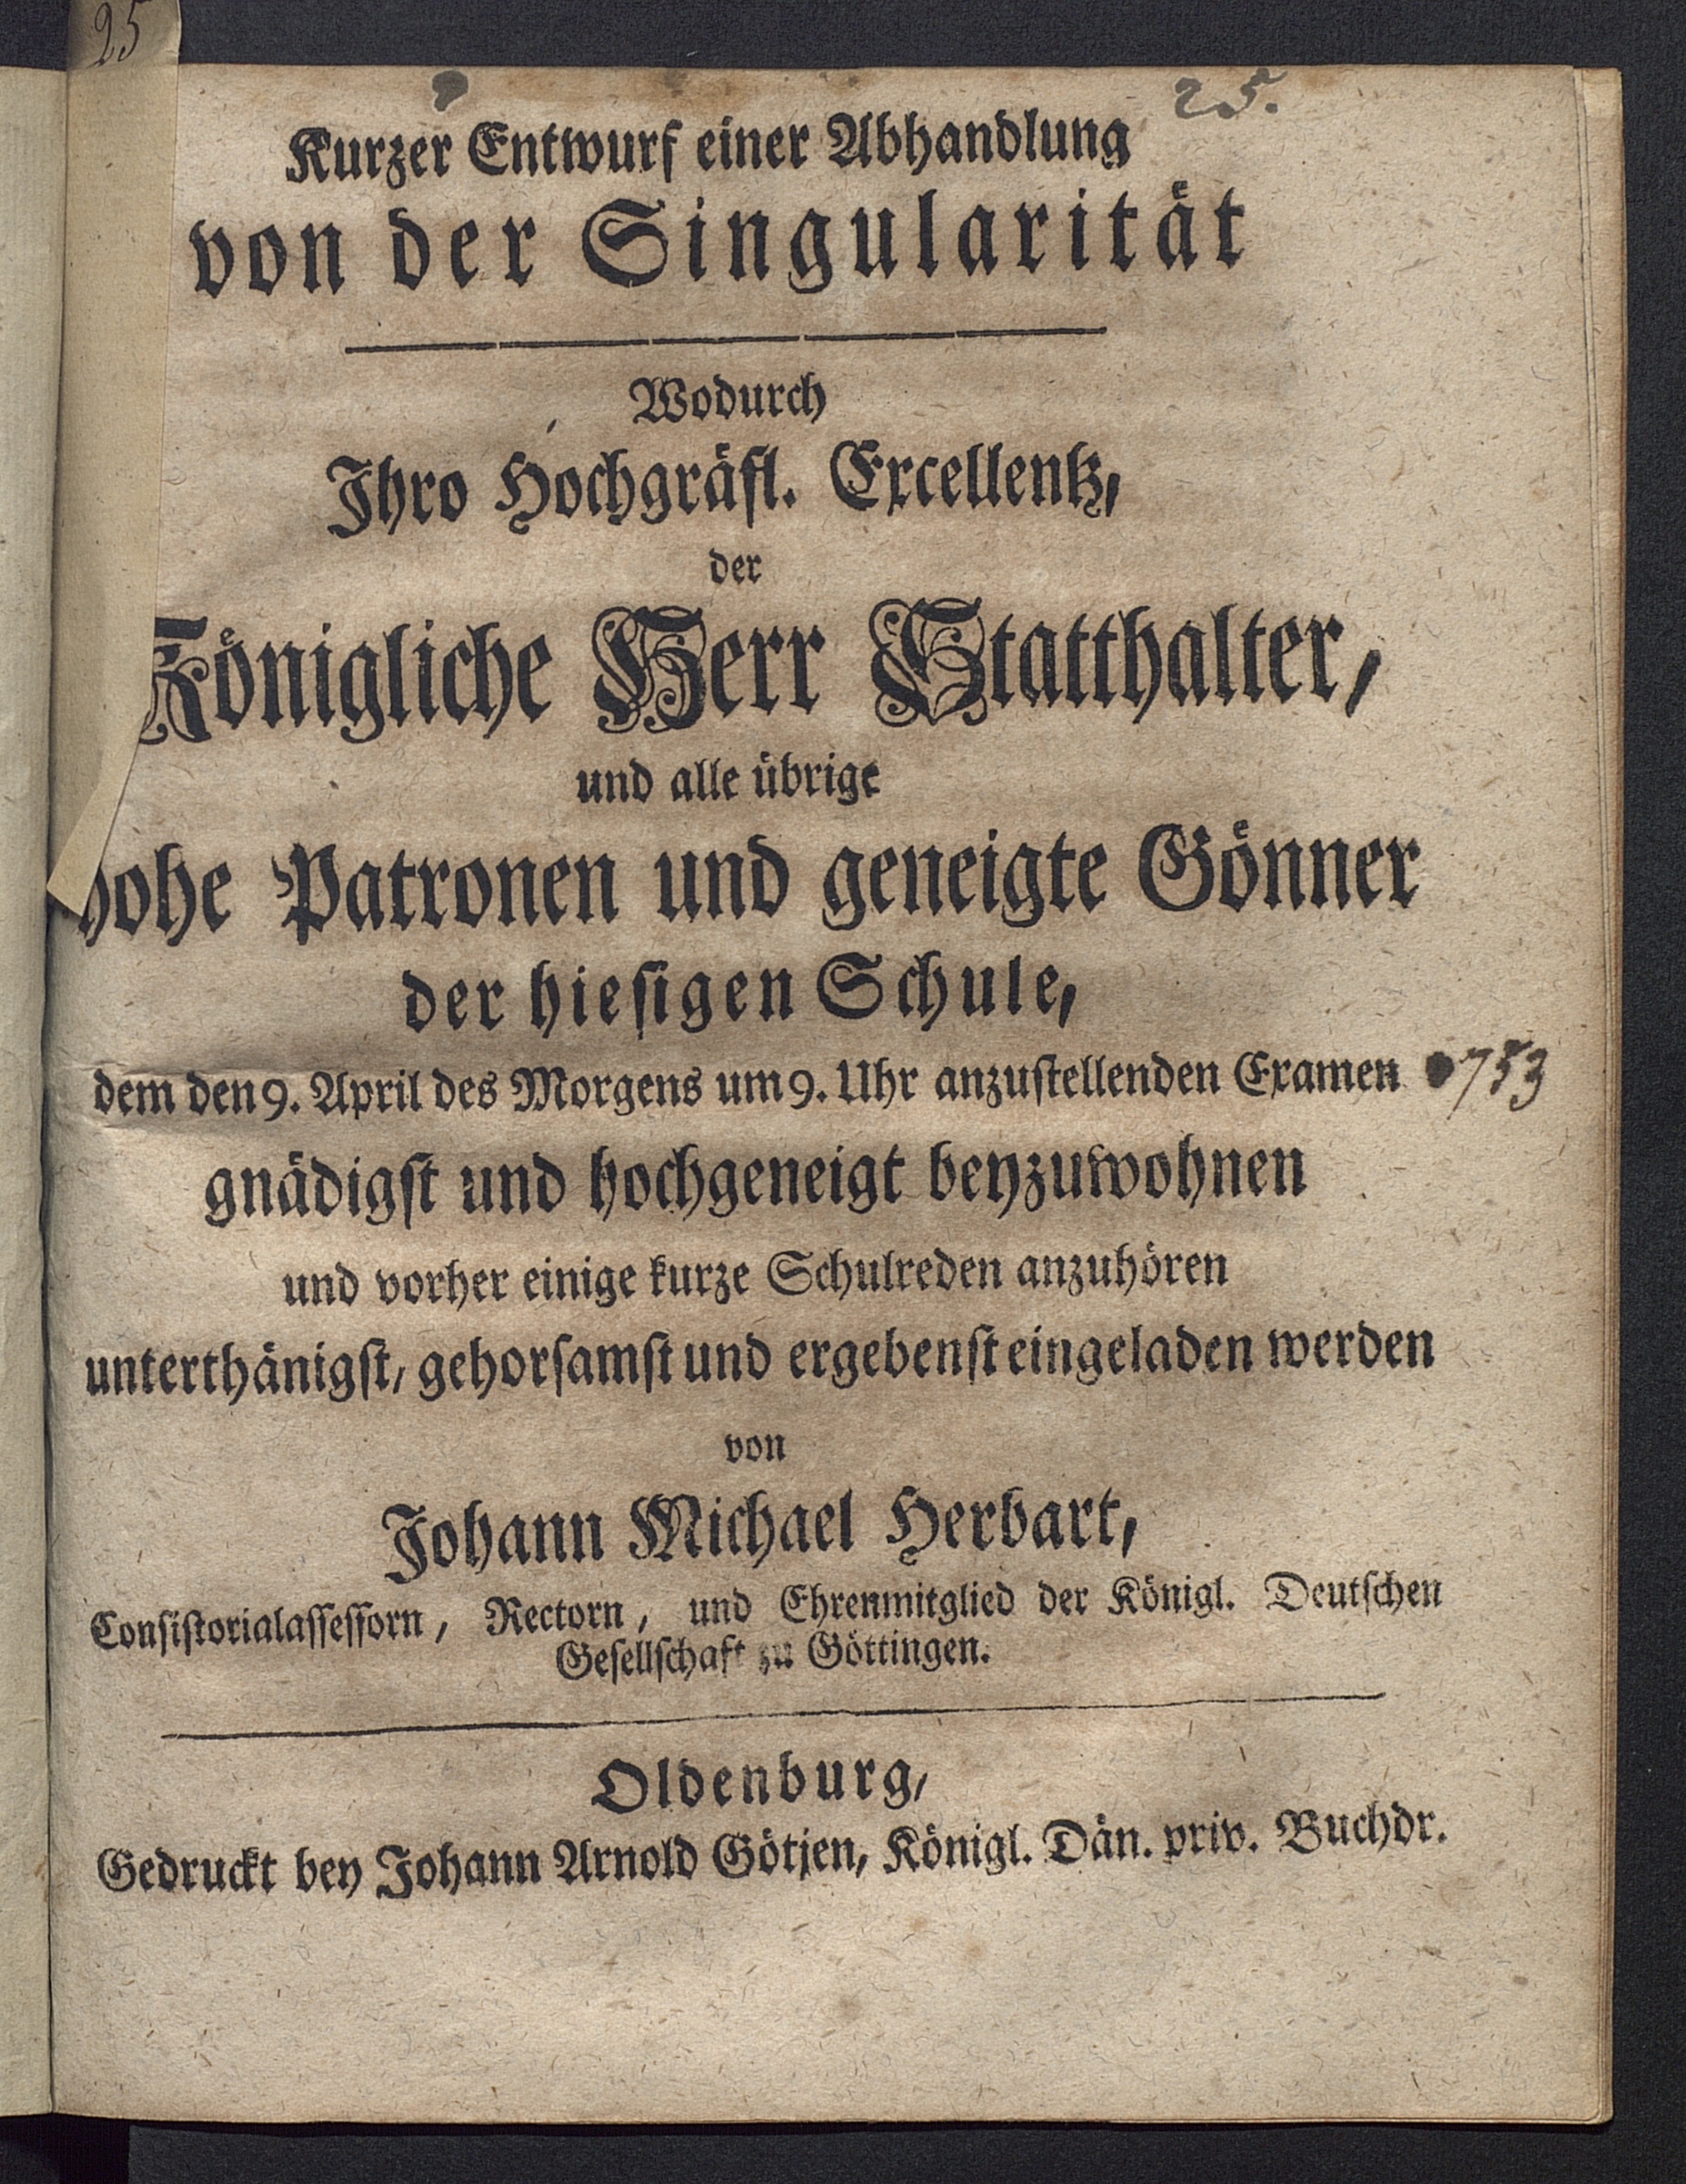 25
25.
Kurzer Entwurf einer Abhandlung
von der Singularität
Wodurch
Ihro Hochgräfl. Excellentz,
der
Königliche Herr Statthalter,
und alle übrige
hohe Patronen und geneigte Gönner
der hiesigen Schule,
dem den 9. April des Morgens um 9. Uhr anzustellenden Examen 1753
gnädigst und hochgeneigt beyzuwohnen
und vorher einige kurze Schulreden anzuhören
unterthänigst, gehorsamst und ergebenst eingeladen werden
von
Johann Michael Herbart,
Consistorialassessorn, Rectorn, und Ehrenmitglied der Königl. Deutschen
Gesellschaft zu Göttingen.
Oldenburg,
Gedruckt bey Johann Arnold Götjen, Königl. Dän. priv. Buchdr.